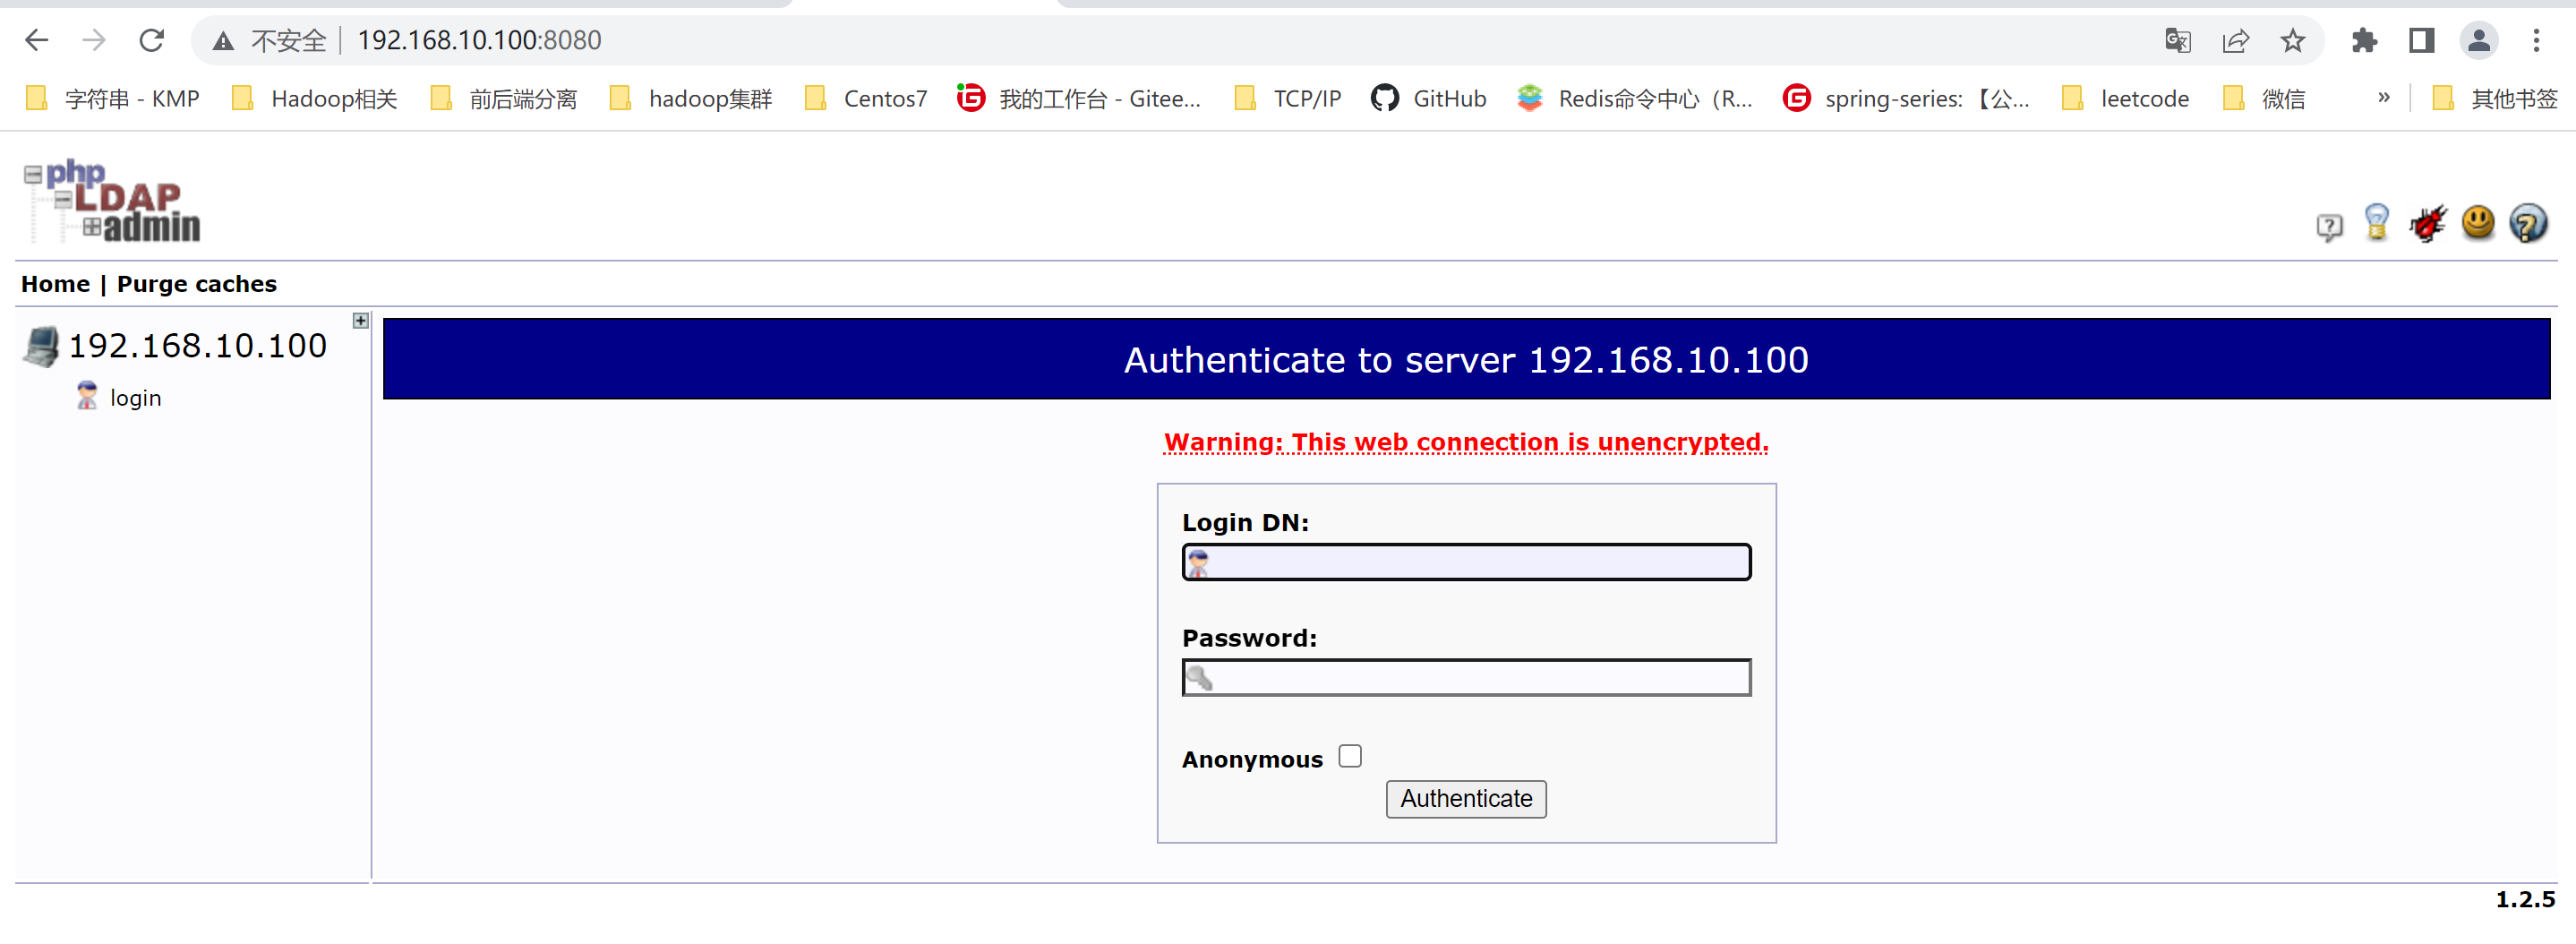 不安全 192.168.10.100:8080
字符串 - KMP Hadoop相关 前后端分离 hadoop集群 Centos7 我的工作台 - Gitee... TCP/IP GitHub Redis命令中心（R... spring-series: 【公... leetcode 微信 » 其他书签
php
LDAP
admin
Home | Purge caches
192.168.10.100
login
Authenticate to server 192.168.10.100
Warning: This web connection is unencrypted.
Login DN:
Password:
Anonymous
Authenticate
1.2.5